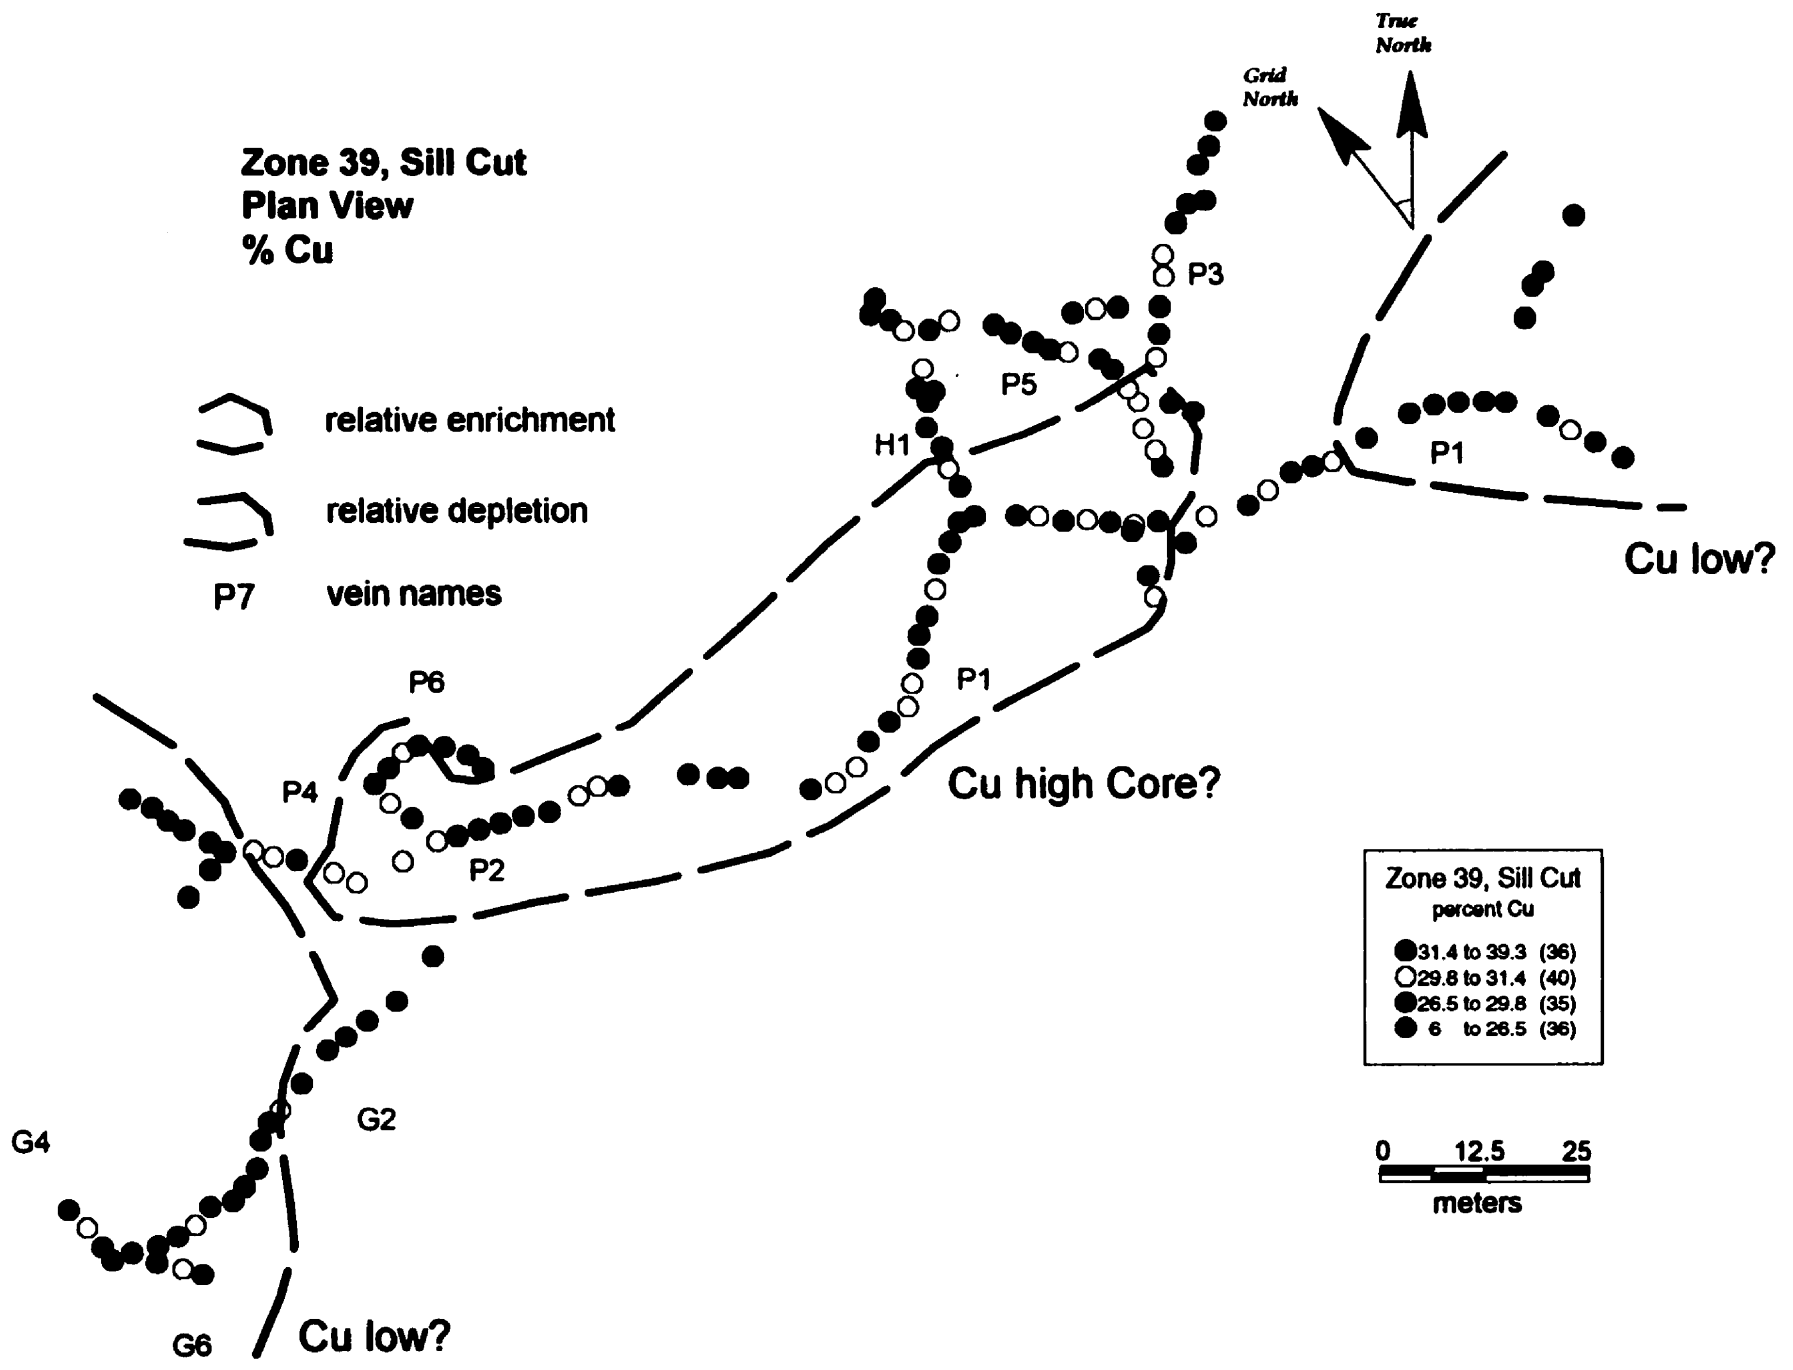 True
North
Grid
North
Zone 39, Sill Cut
Plan View
% Cu
P3
P5
relative enrichment
H1
P1
relative depletion
Cu low?
P7 vein names
P6
P1
P4
Cu high Core?
P2
Zone 39, Sill Cut
percent Cu
31.4 to 39.3 (36)
29.8 to 31.4 (40)
26.5 to 29.8 (35)
6 to 26.5 (36)
G2
G4
0 12.5 25
meters
G6
Cu low?